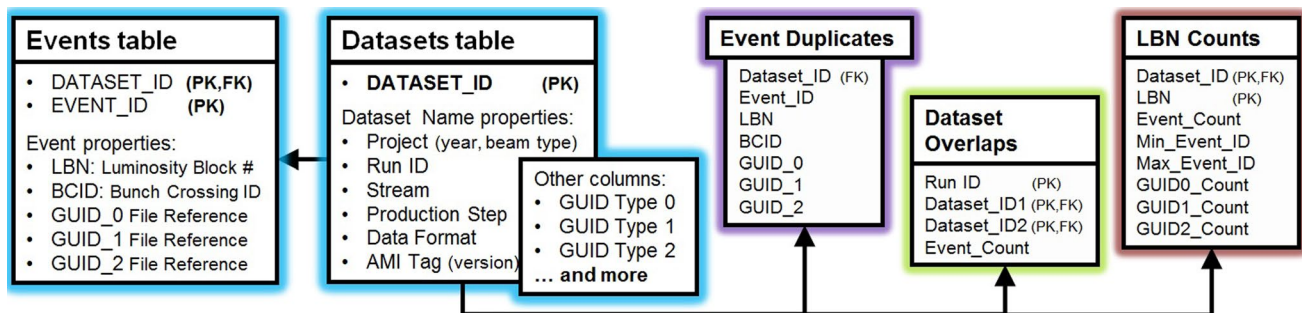 Events table
• DATASET_ID (PK,FK)
• EVENT_ID (PK)
Event properties:
• LBN: Luminosity Block #
• BCID: Bunch Crossing ID
• GUID_0 File Reference
• GUID_1 File Reference
• GUID_2 File Reference
Datasets table
• DATASET_ID (PK)
Dataset Name properties:
• Project (year, beam type)
• Run ID
• Stream
• Production Step
• Data Format
• AMI Tag (version)
Other columns:
• GUID Type 0
• GUID Type 1
• GUID Type 2
... and more
Event Duplicates
Dataset_ID (FK)
Event_ID
LBN
BCID
GUID_0
GUID_1
GUID_2
Dataset
Overlaps
Run ID (PK)
Dataset_ID1 (PK,FK)
Dataset_ID2 (PK,FK)
Event_Count
LBN Counts
Dataset_ID (PK,FK)
LBN (PK)
Event_Count
Min_Event_ID
Max_Event_ID
GUID0_Count
GUID1_Count
GUID2_Count